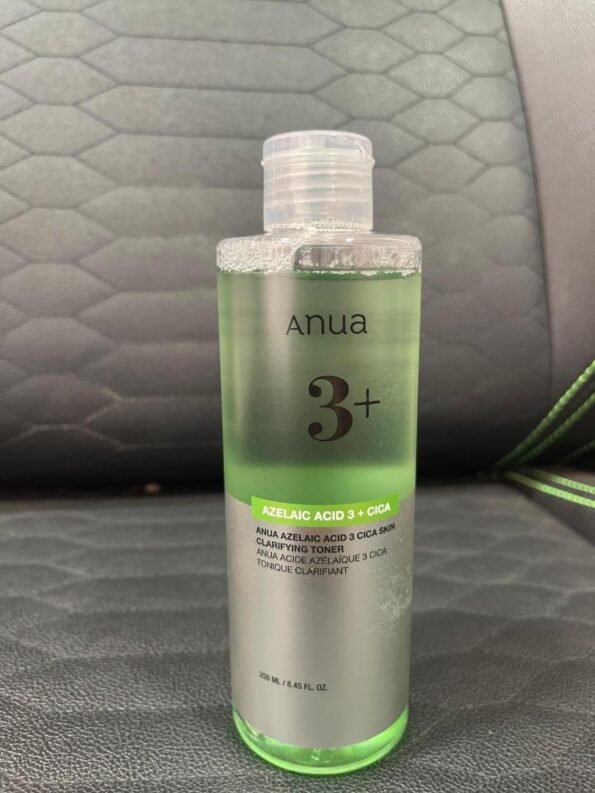 Anua
3+
AZELAIC ACID 3 + CICA
ANUA AZELAIC ACID 3 CICA SKIN
CLARIFYING TONER
ANUA ACIDE AZÉLAÏQUE 3 CICA
TONIQUE CLARIFIANT
250 ML / 8.45 FL. OZ.